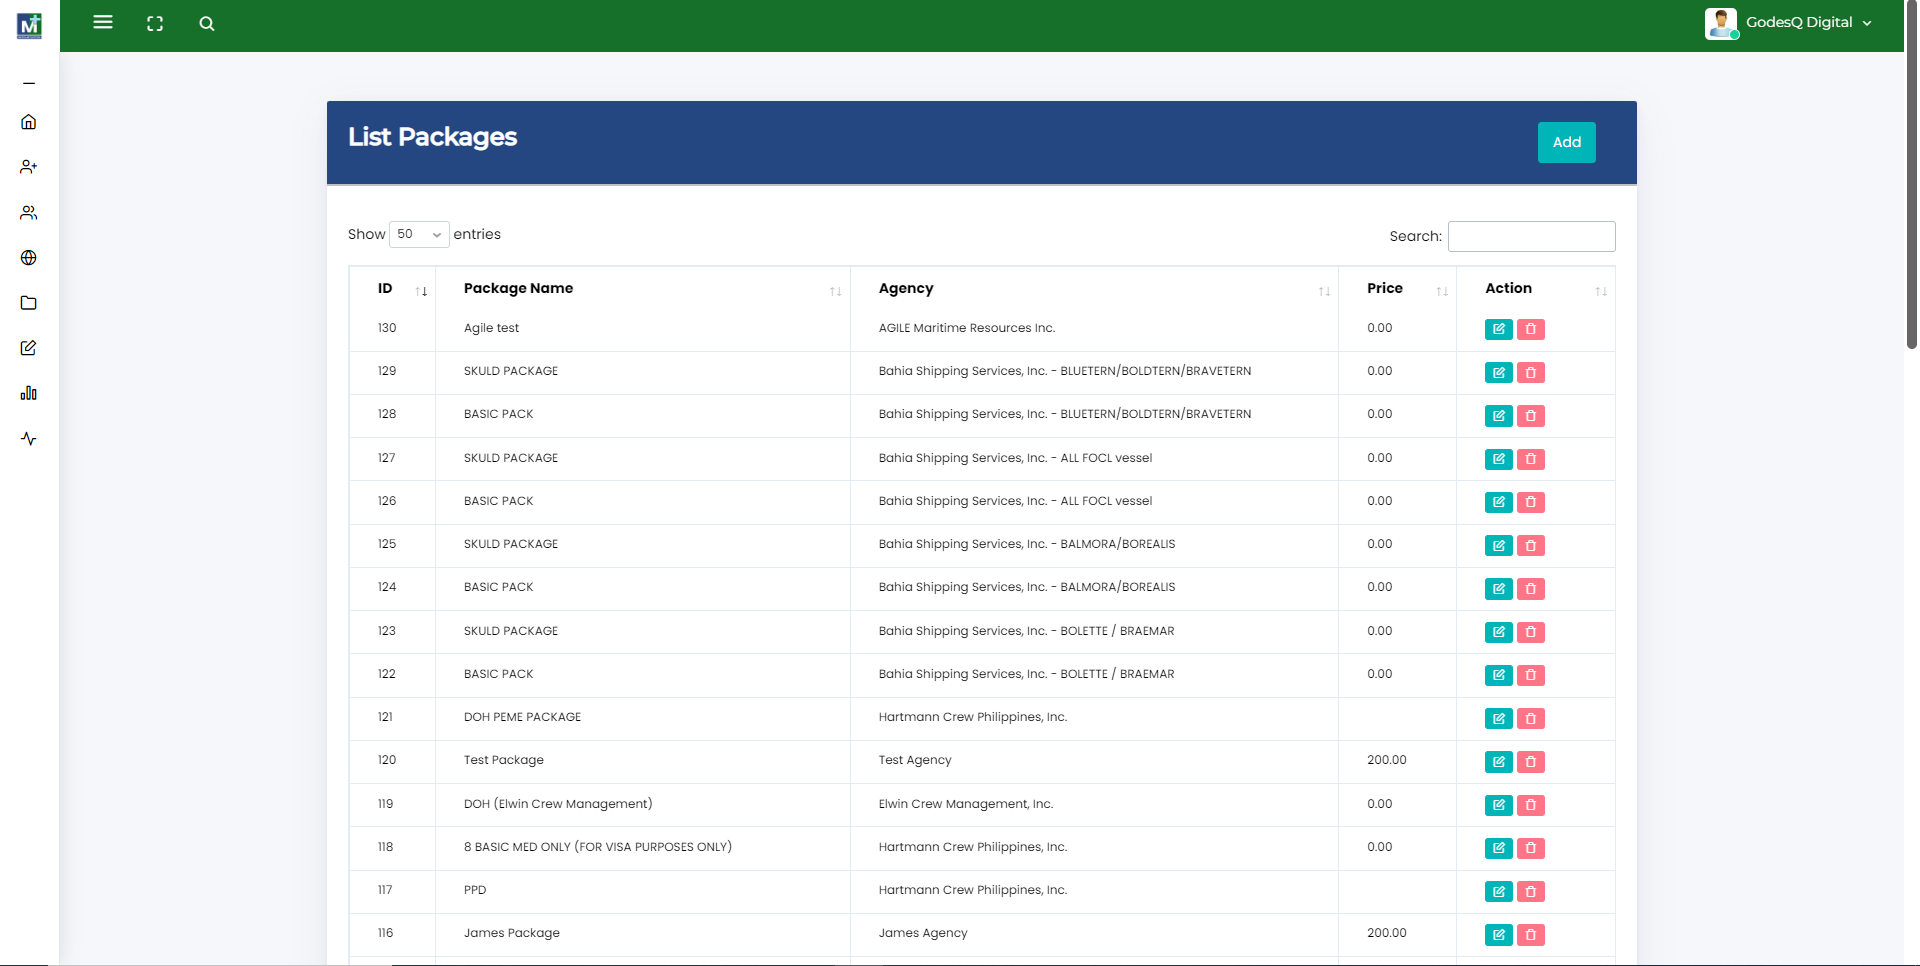 M
GodesQ Digital
List Packages
Add
Show 50 entries
Search:
ID Package Name Agency Price Action
130 Agile test AGILE Maritime Resources Inc. 0.00
129 SKULD PACKAGE Bahia Shipping Services, Inc. - BLUETERN/BOLDTERN/BRAVETERN 0.00
128 BASIC PACK Bahia Shipping Services, Inc. - BLUETERN/BOLDTERN/BRAVETERN 0.00
127 SKULD PACKAGE Bahia Shipping Services, Inc. - ALL FOCL vessel 0.00
126 BASIC PACK Bahia Shipping Services, Inc. - ALL FOCL vessel 0.00
125 SKULD PACKAGE Bahia Shipping Services, Inc. - BALMORA/BOREALIS 0.00
124 BASIC PACK Bahia Shipping Services, Inc. - BALMORA/BOREALIS 0.00
123 SKULD PACKAGE Bahia Shipping Services, Inc. - BOLETTE / BRAEMAR 0.00
122 BASIC PACK Bahia Shipping Services, Inc. - BOLETTE / BRAEMAR 0.00
121 DOH PEME PACKAGE Hartmann Crew Philippines, Inc.
120 Test Package Test Agency 200.00
119 DOH (Elwin Crew Management) Elwin Crew Management, Inc. 0.00
118 8 BASIC MED ONLY (FOR VISA PURPOSES ONLY) Hartmann Crew Philippines, Inc. 0.00
117 PPD Hartmann Crew Philippines, Inc.
116 James Package James Agency 200.00